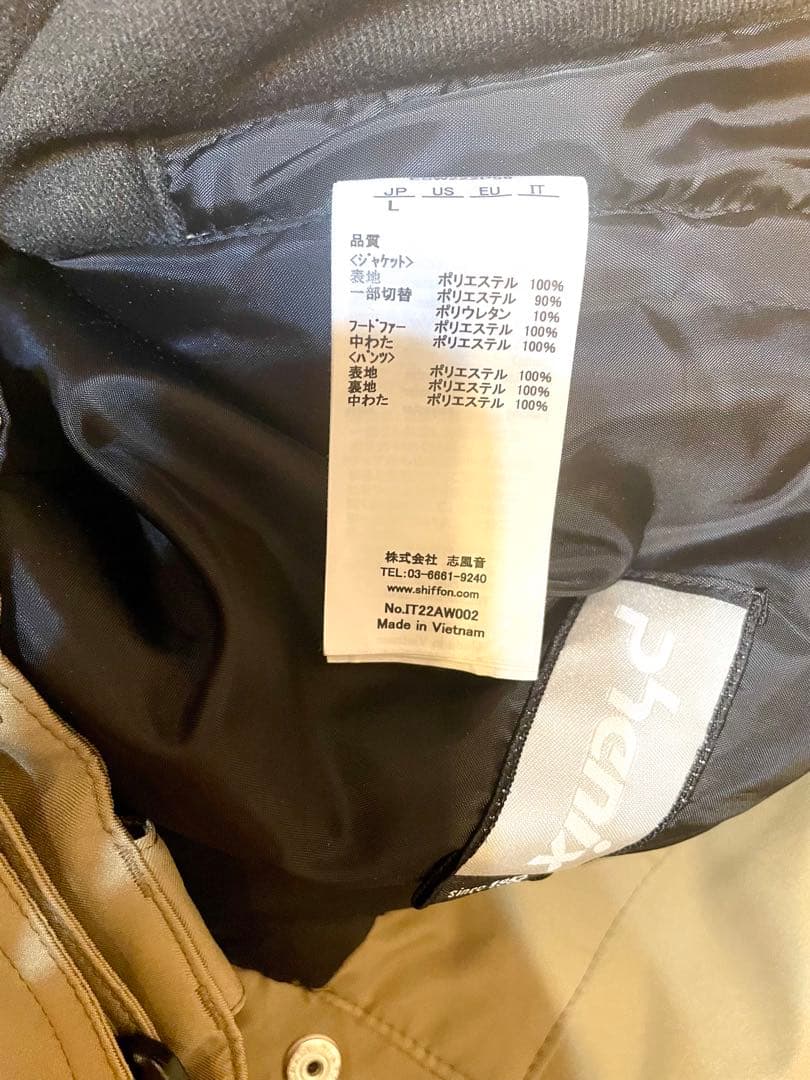 JP US EU IT
L
品質
<ｼﾞｬｹｯﾄ>
表地 ポリエステル 100%
一部切替 ポリエステル 90%
ポリウレタン 10%
ﾌｰﾄﾞﾌｧｰ ポリエステル 100%
中わた ポリエステル 100%
<ﾊﾟﾝﾂ>
表地 ポリエステル 100%
裏地 ポリエステル 100%
中わた ポリエステル 100%
株式会社 志風音
TEL:03-6661-9240
www.shiffon.com
No.IT22AW002
Made in Vietnam
phenix
since 1952